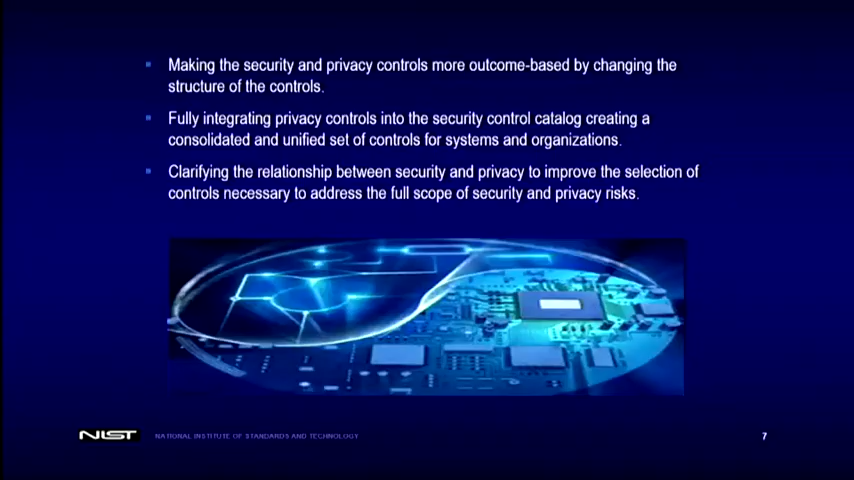 Making the security and privacy controls more outcome-based by changing the
structure of the controls.
Fully integrating privacy controls into the security control catalog creating a
consolidated and unified set of controls for systems and organizations.
Clarifying the relationship between security and privacy to improve the selection of
controls necessary to address the full scope of security and privacy risks.
NIST NATIONAL INSTITUTE OF STANDARDS AND TECHNOLOGY 7